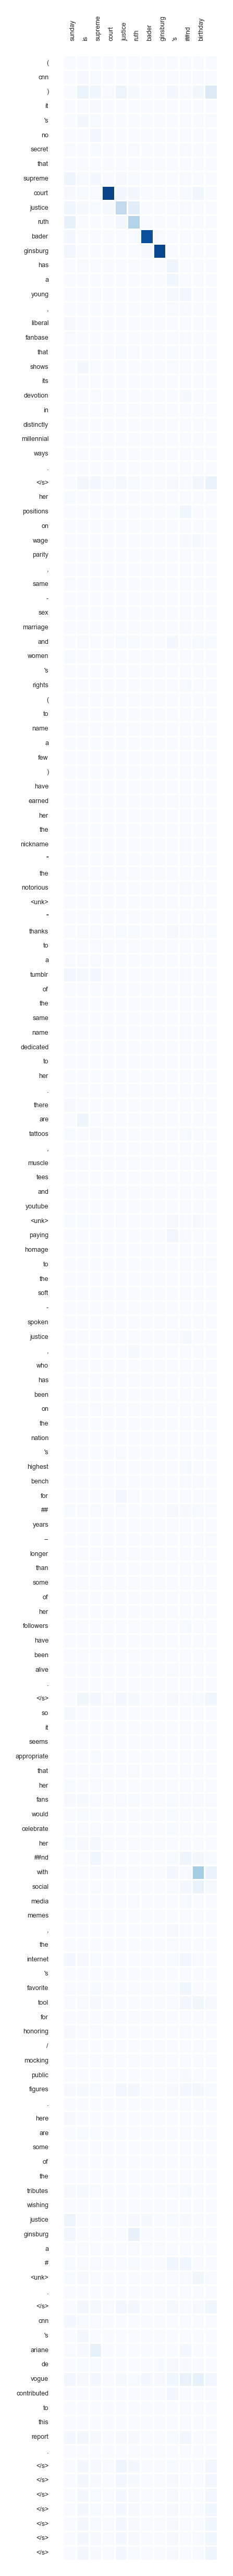 sunday
is
supreme
court
justice
ruth
bader
ginsburg
's
##nd
birthday
(
cnn
)
it
's
no
secret
that
supreme
court
justice
ruth
bader
ginsburg
has
a
young
,
liberal
fanbase
that
shows
its
devotion
in
distinctly
millennial
ways
.
</s>
her
positions
on
wage
parity
,
same
-
sex
marriage
and
women
's
rights
(
to
name
a
few
)
have
earned
her
the
nickname
"
the
notorious
<unk>
"
thanks
to
a
tumblr
of
the
same
name
dedicated
to
her
.
there
are
tattoos
,
muscle
tees
and
youtube
<unk>
paying
homage
to
the
soft
-
spoken
justice
,
who
has
been
on
the
nation
's
highest
bench
for
##
years
--
longer
than
some
of
her
followers
have
been
alive
.
</s>
so
it
seems
appropriate
that
her
fans
would
celebrate
her
##nd
with
social
media
memes
,
the
internet
's
favorite
tool
for
honoring
/
mocking
public
figures
.
here
are
some
of
the
tributes
wishing
justice
ginsburg
a
#
<unk>
.
</s>
cnn
's
ariane
de
vogue
contributed
to
this
report
.
</s>
</s>
</s>
</s>
</s>
</s>
</s>